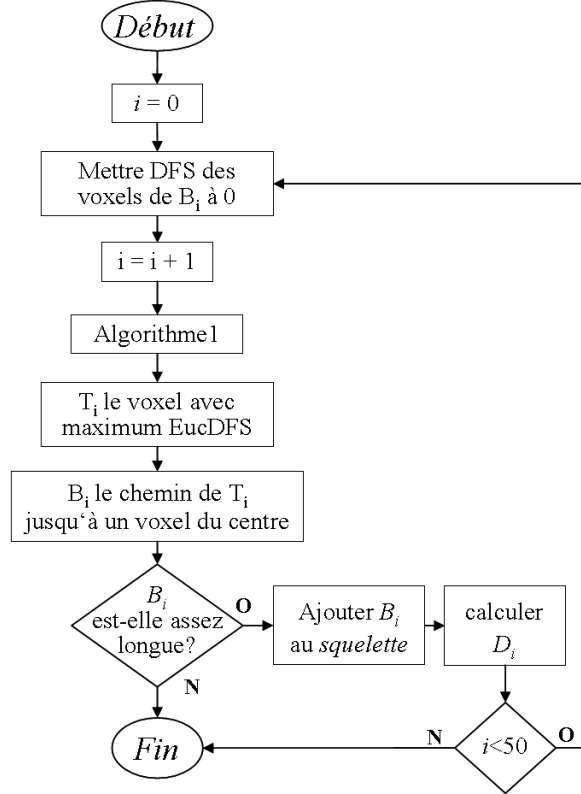 Début
i = 0
Mettre DFS des
voxels de Bi à 0
i = i + 1
Algorithme1
Ti le voxel avec
maximum EucDFS
Bi le chemin de Ti
jusqu‘à un voxel du centre
Bi
est-elle assez
longue?
O
N
Ajouter Bi
au squelette
calculer
Di
i<50
N
O
Fin